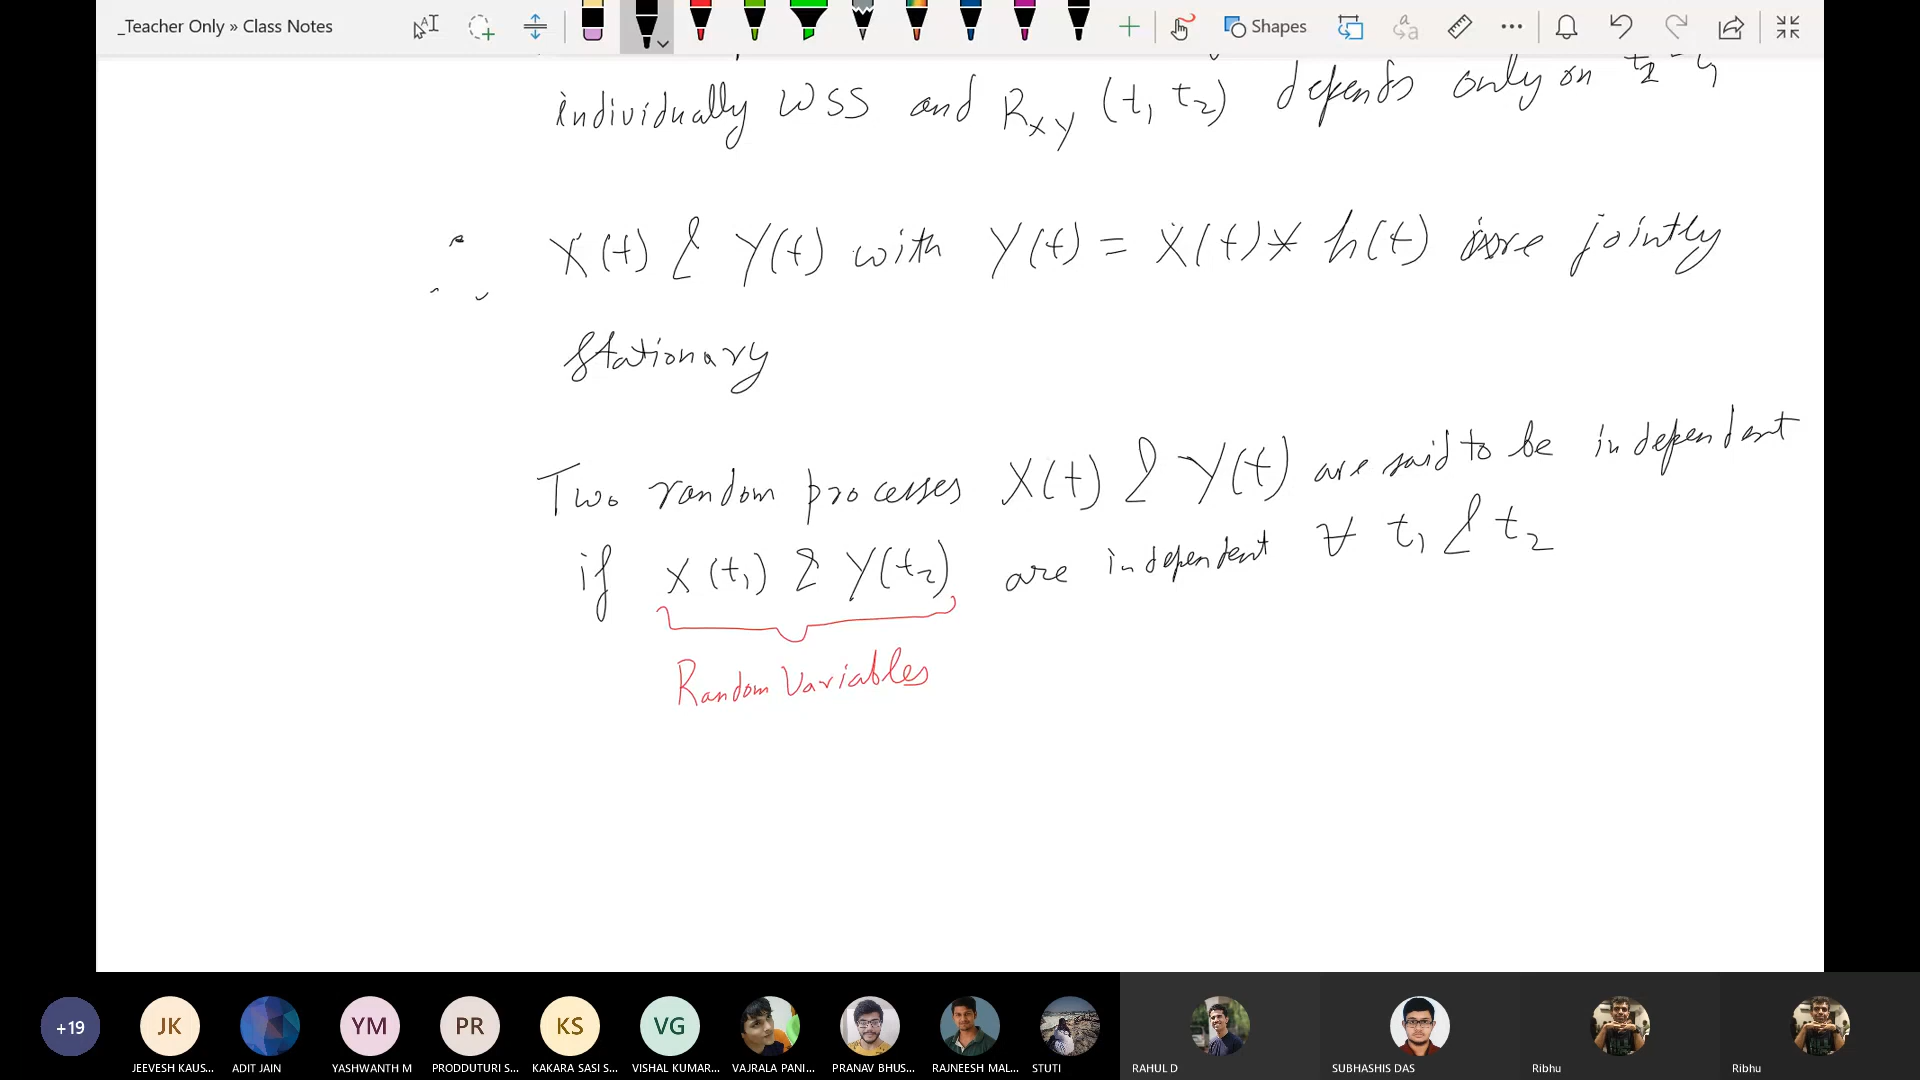 _Teacher Only » Class Notes
Shapes
individually WSS and R_XY (t₁ t₂) depends only on t₂-t₁
∴ X(t) & Y(t) with Y(t) = X(t) * h(t) are jointly
stationary
Two random processes X(t) & Y(t) are said to be independent
if X(t₁) & Y(t₂) are independent ∀ t₁ & t₂
Random Variables
+19
JK
YM
PR
KS
VG
JEEVESH KAUS...
ADIT JAIN
YASHWANTH M
PRODDUTURI S...
KAKARA SASI S...
VISHAL KUMAR...
VAJRALA PANI...
PRANAV BHUS...
RAJNEESH MAL...
STUTI
RAHUL D
SUBHASHIS DAS
Ribhu
Ribhu